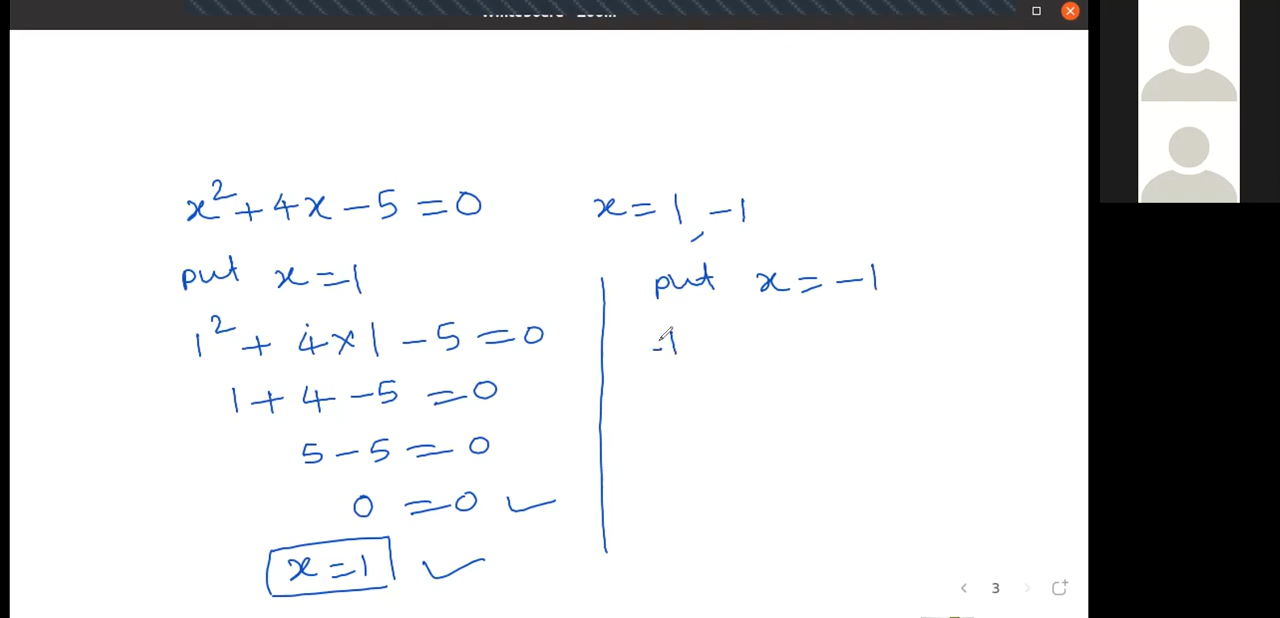 x² + 4x - 5 = 0
x = 1, -1
put x = 1
1² + 4 × 1 - 5 = 0
1 + 4 - 5 = 0
5 - 5 = 0
0 = 0 ✓
x = 1 ✓
put x = -1
-1
3